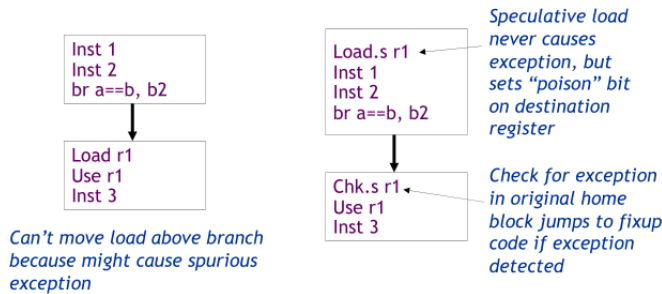 Inst 1
Inst 2
br a==b, b2
Load r1
Use r1
Inst 3
Can't move load above branch
because might cause spurious
exception
Load.s r1
Inst 1
Inst 2
br a==b, b2
Chk.s r1
Use r1
Inst 3
Speculative load
never causes
exception, but
sets “poison” bit
on destination
register
Check for exception
in original home
block jumps to fixup
code if exception
detected